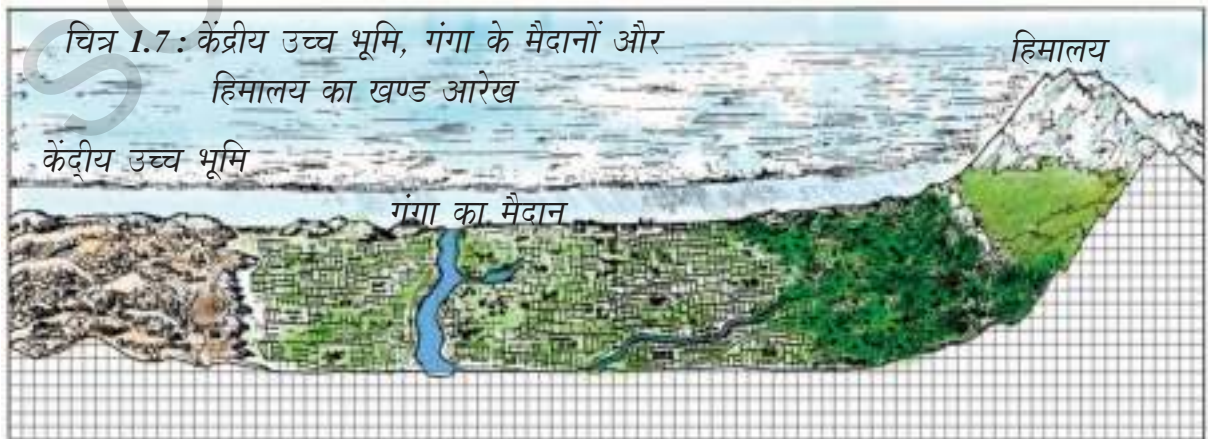 चित्र 1.7 : केंद्रीय उच्च भूमि, गंगा के मैदानों और
हिमालय का खण्ड आरेख
हिमालय
केंद्रीय उच्च भूमि
गंगा का मैदान